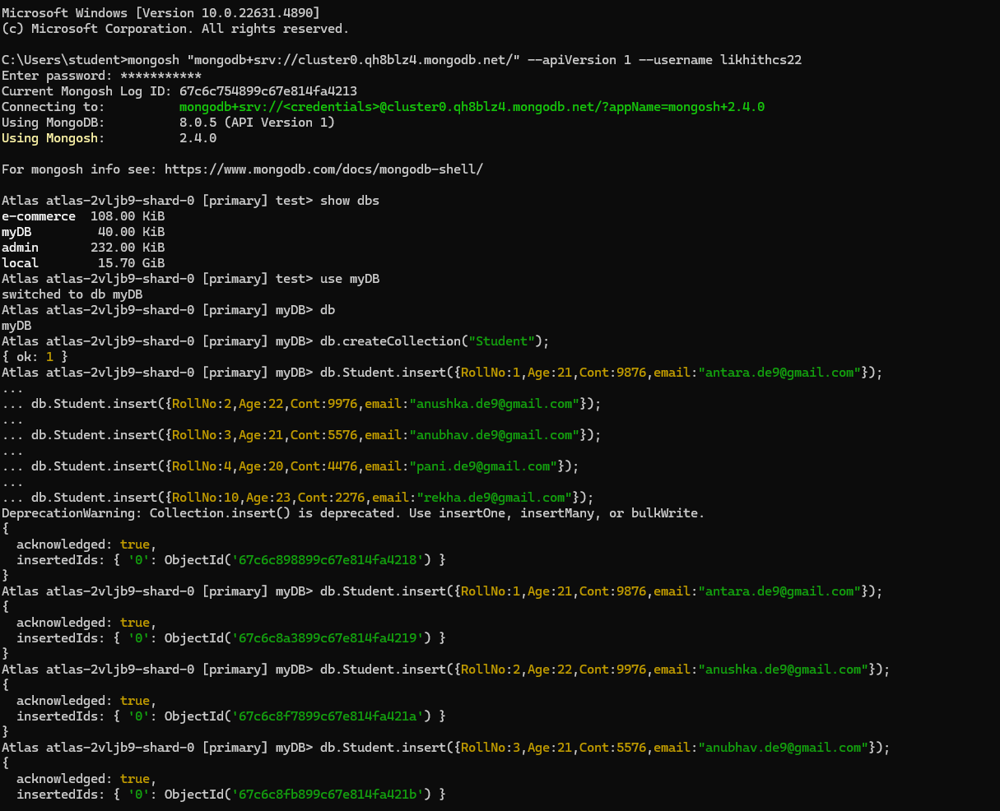 Microsoft Windows [Version 10.0.22631.4890]
(c) Microsoft Corporation. All rights reserved.
C:\Users\student>mongosh "mongodb+srv://cluster0.qh8blz4.mongodb.net/" --apiVersion 1 --username likhithcs22
Enter password: ***********
Current Mongosh Log ID: 67c6c754899c67e814fa4213
Connecting to:          mongodb+srv://<credentials>@cluster0.qh8blz4.mongodb.net/?appName=mongosh+2.4.0
Using MongoDB:          8.0.5 (API Version 1)
Using Mongosh:          2.4.0
For mongosh info see: https://www.mongodb.com/docs/mongodb-shell/
Atlas atlas-2vljb9-shard-0 [primary] test> show dbs
e-commerce  108.00 KiB
myDB         40.00 KiB
admin       232.00 KiB
local        15.70 GiB
Atlas atlas-2vljb9-shard-0 [primary] test> use myDB
switched to db myDB
Atlas atlas-2vljb9-shard-0 [primary] myDB> db
myDB
Atlas atlas-2vljb9-shard-0 [primary] myDB> db.createCollection("Student");
{ ok: 1 }
Atlas atlas-2vljb9-shard-0 [primary] myDB> db.Student.insert({RollNo:1,Age:21,Cont:9876,email:"antara.de9@gmail.com"});
...
... db.Student.insert({RollNo:2,Age:22,Cont:9976,email:"anushka.de9@gmail.com"});
...
... db.Student.insert({RollNo:3,Age:21,Cont:5576,email:"anubhav.de9@gmail.com"});
...
... db.Student.insert({RollNo:4,Age:20,Cont:4476,email:"pani.de9@gmail.com"});
...
... db.Student.insert({RollNo:10,Age:23,Cont:2276,email:"rekha.de9@gmail.com"});
DeprecationWarning: Collection.insert() is deprecated. Use insertOne, insertMany, or bulkWrite.
{
  acknowledged: true,
  insertedIds: { '0': ObjectId('67c6c898899c67e814fa4218') }
}
Atlas atlas-2vljb9-shard-0 [primary] myDB> db.Student.insert({RollNo:1,Age:21,Cont:9876,email:"antara.de9@gmail.com"});
{
  acknowledged: true,
  insertedIds: { '0': ObjectId('67c6c8a3899c67e814fa4219') }
}
Atlas atlas-2vljb9-shard-0 [primary] myDB> db.Student.insert({RollNo:2,Age:22,Cont:9976,email:"anushka.de9@gmail.com"});
{
  acknowledged: true,
  insertedIds: { '0': ObjectId('67c6c8f7899c67e814fa421a') }
}
Atlas atlas-2vljb9-shard-0 [primary] myDB> db.Student.insert({RollNo:3,Age:21,Cont:5576,email:"anubhav.de9@gmail.com"});
{
  acknowledged: true,
  insertedIds: { '0': ObjectId('67c6c8fb899c67e814fa421b') }